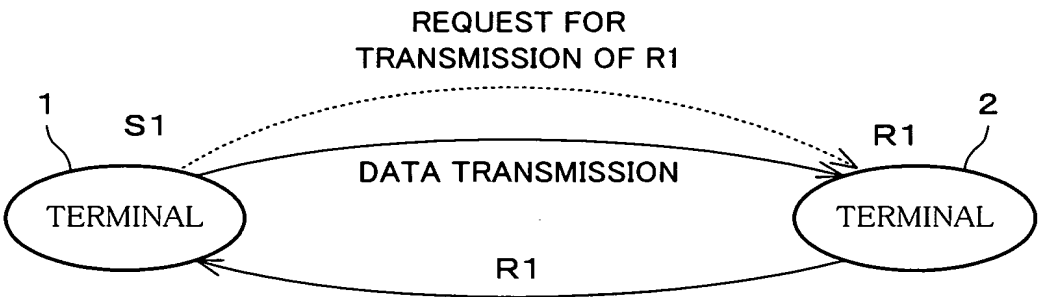 REQUEST FOR
TRANSMISSION OF R1
1
2
S1
R1
DATA TRANSMISSION
TERMINAL
TERMINAL
R1